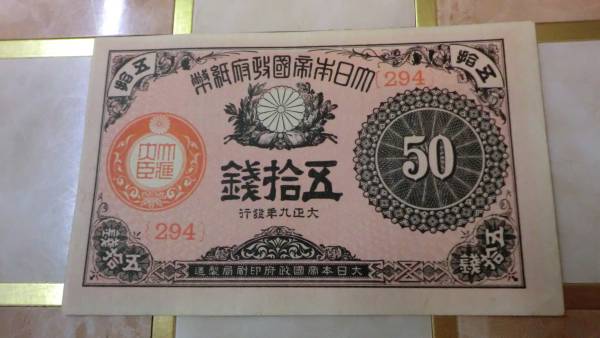 五拾
大日本帝國政府紙幣
五拾
{294}
五拾錢
50
大藏大臣
大正九年發行
{294}
五拾錢
五拾錢
大日本帝國政府印刷局製造